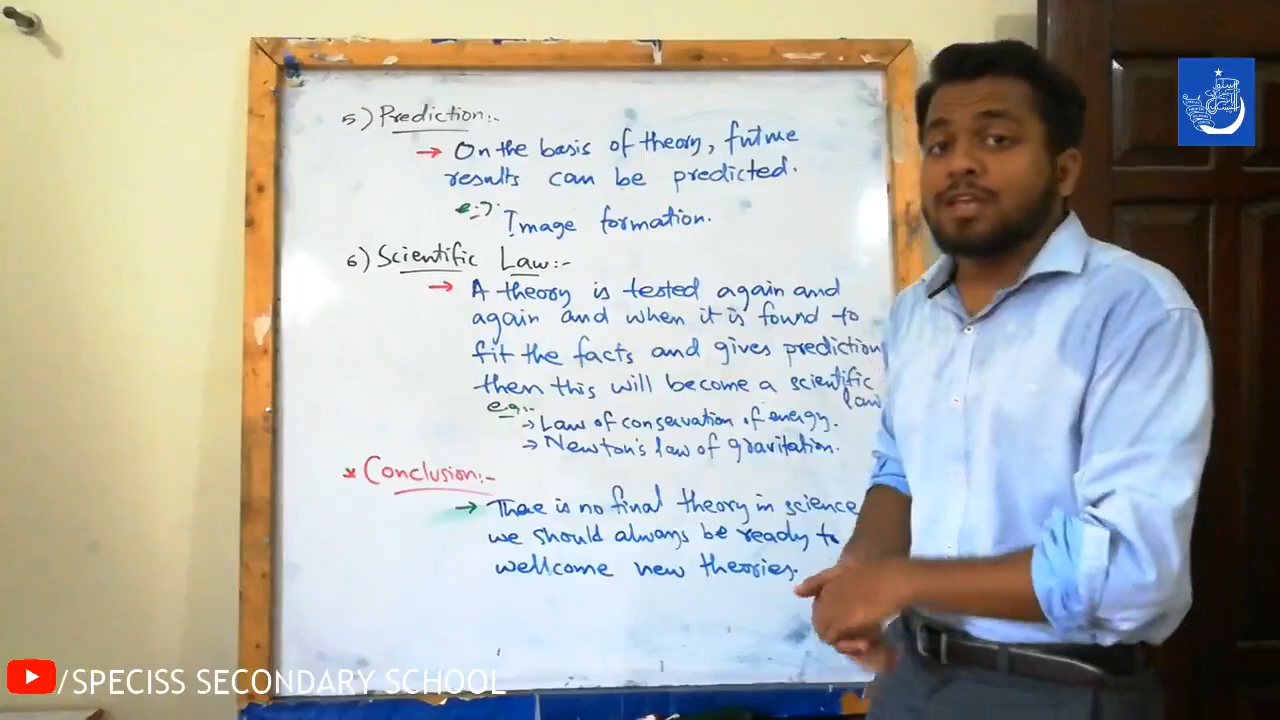 5) Prediction:-
→ On the basis of theory, future
results can be predicted.
e.g:
Image formation.
6) Scientific Law:-
→ A theory is tested again and
again and when it is found to
fit the facts and gives prediction
then this will become a scientific
law
eg:-
→ Law of conservation of energy.
→ Newton's law of gravitation.
* Conclusion:-
→ There is no final theory in science
we should always be ready to
wellcome new theories.
/SPECISS SECONDARY SCHOOL